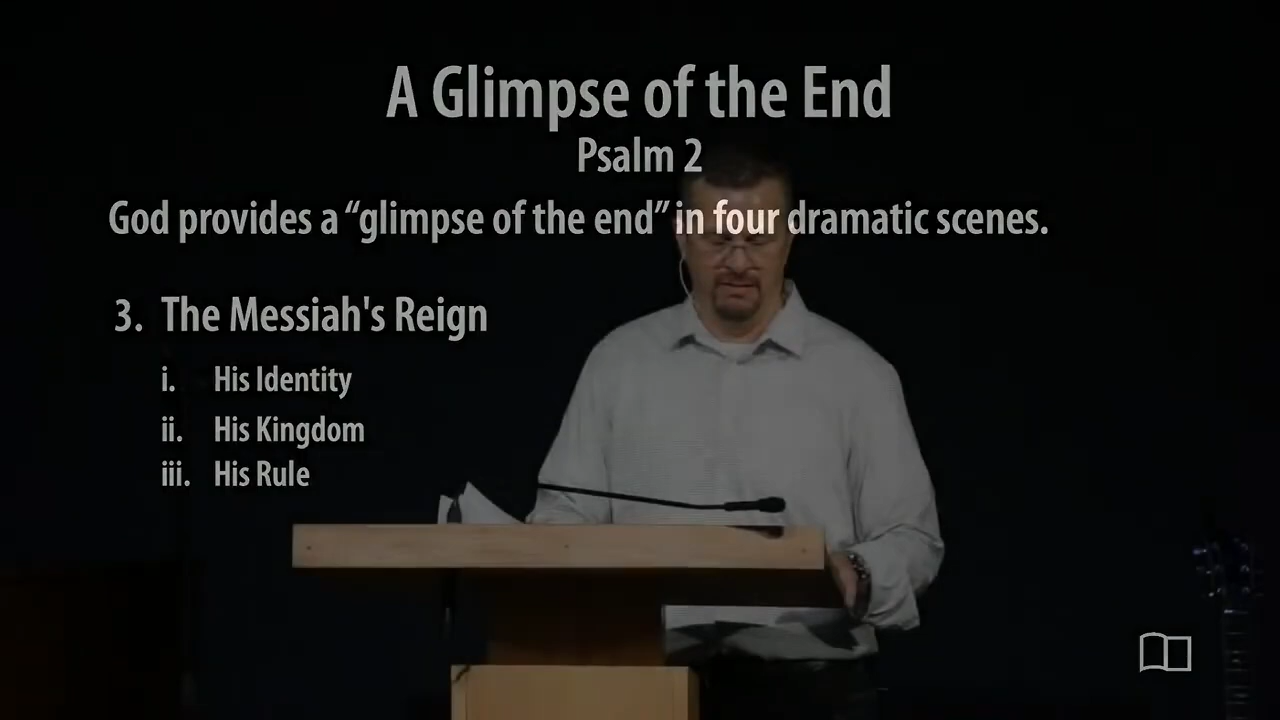 A Glimpse of the End
Psalm 2
God provides a “glimpse of the end” in four dramatic scenes.
3. The Messiah's Reign
i. His Identity
ii. His Kingdom
iii. His Rule